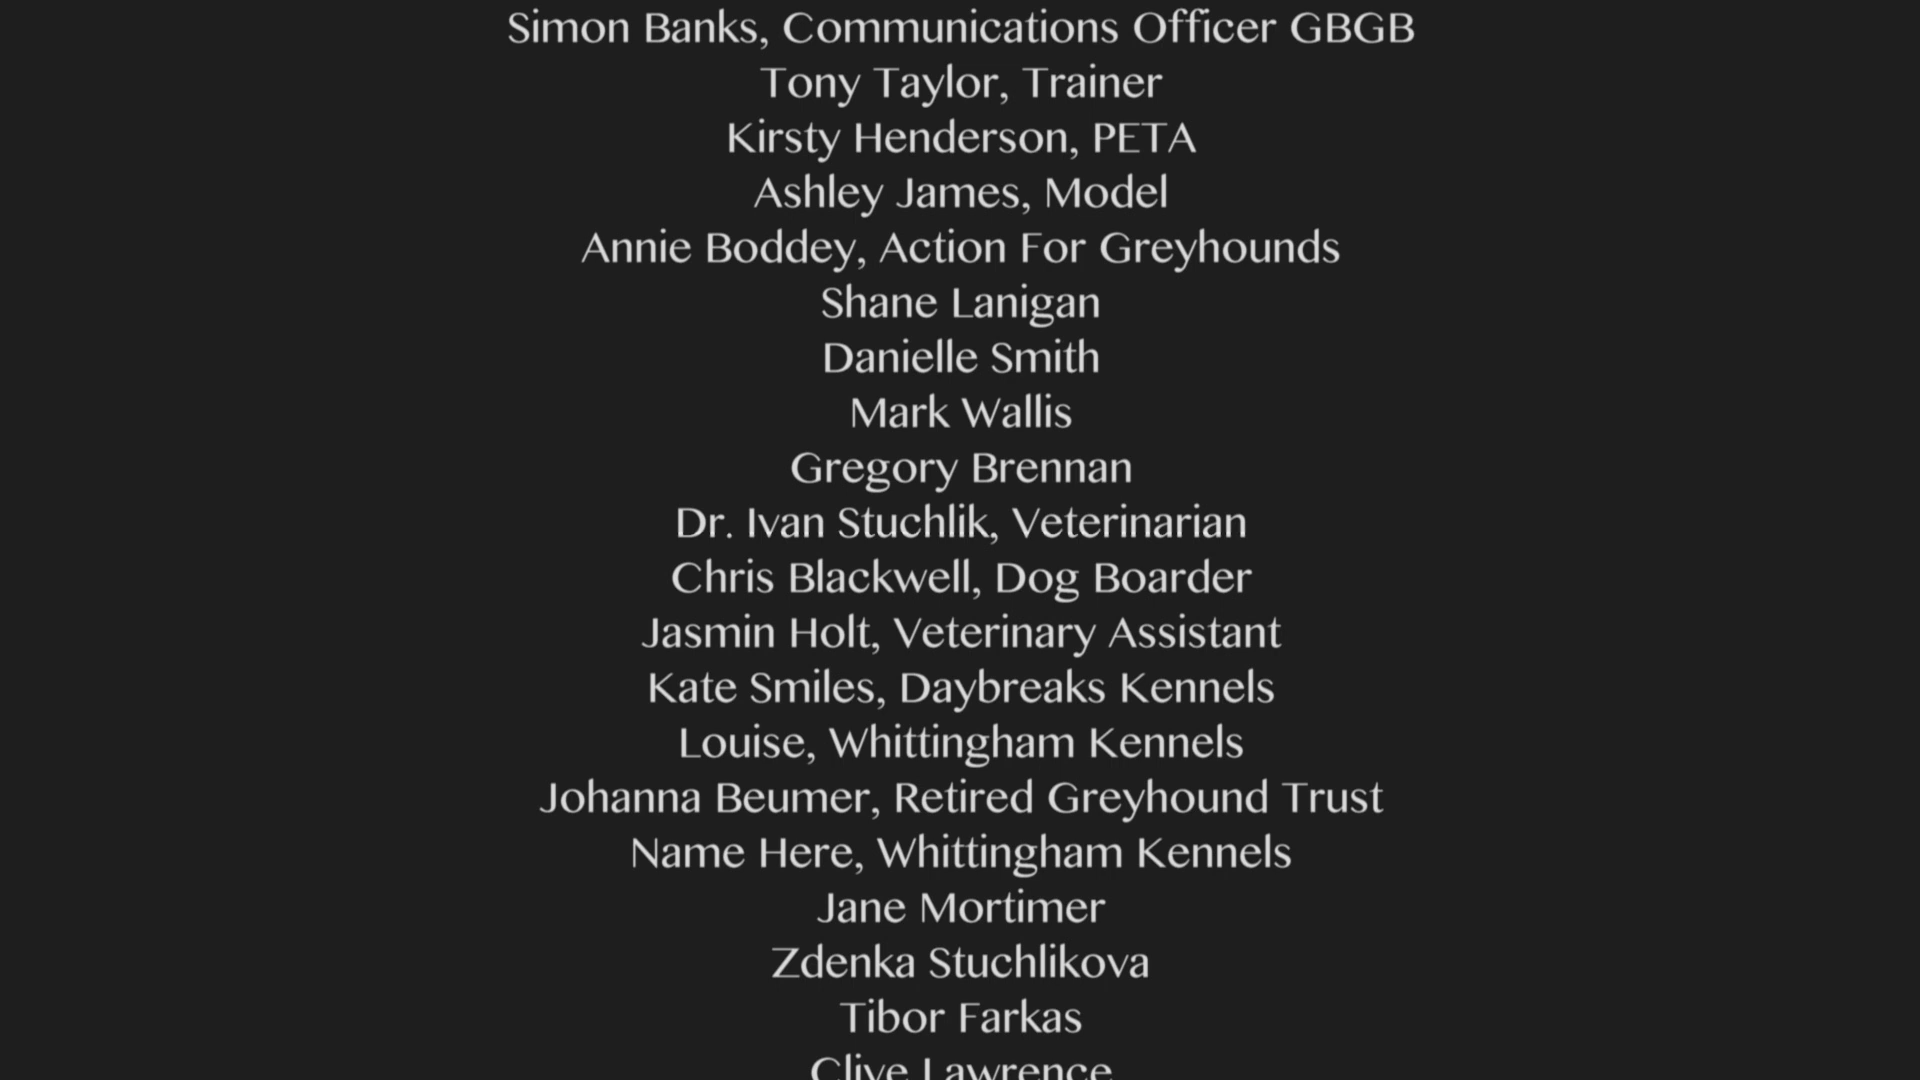 Simon Banks, Communications Officer GBGB
Tony Taylor, Trainer
Kirsty Henderson, PETA
Ashley James, Model
Annie Boddey, Action For Greyhounds
Shane Lanigan
Danielle Smith
Mark Wallis
Gregory Brennan
Dr. Ivan Stuchlik, Veterinarian
Chris Blackwell, Dog Boarder
Jasmin Holt, Veterinary Assistant
Kate Smiles, Daybreaks Kennels
Louise, Whittingham Kennels
Johanna Beumer, Retired Greyhound Trust
Name Here, Whittingham Kennels
Jane Mortimer
Zdenka Stuchlikova
Tibor Farkas
Clive Lawrence